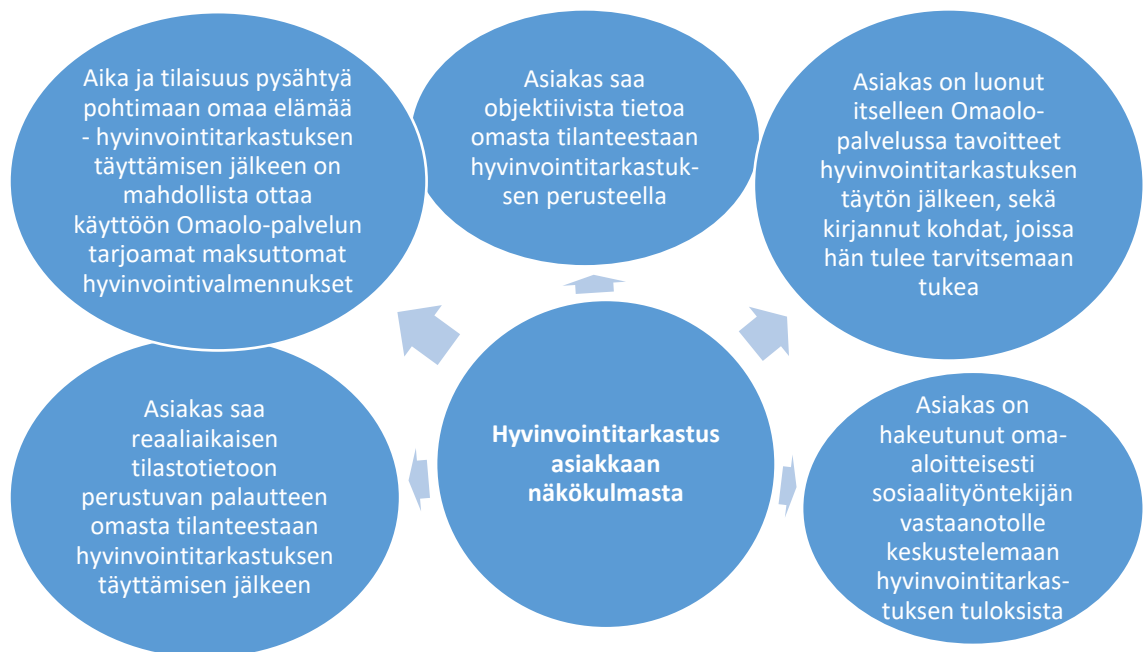 Aika ja tilaisuus pysähtyä
pohtimaan omaa elämää
- hyvinvointitarkastuksen
täyttämisen jälkeen on
mahdollista ottaa
käyttöön Omaolo-palvelun
tarjoamat maksuttomat
hyvinvointivalmennukset
Asiakas saa
objektiivista tietoa
omasta tilanteestaan
hyvinvointitarkastuk-
sen perusteella
Asiakas on luonut
itselleen Omaolo-
palvelussa tavoitteet
hyvinvointitarkastuksen
täytön jälkeen, sekä
kirjannut kohdat, joissa
hän tulee tarvitsemaan
tukea
Asiakas saa
reaaliaikaisen
tilastotietoon
perustuvan palautteen
omasta tilanteestaan
hyvinvointitarkastuksen
täyttämisen jälkeen
Hyvinvointitarkastus
asiakkaan
näkökulmasta
Asiakas on
hakeutunut oma-
aloitteisesti
sosiaalityöntekijän
vastaanotolle
keskustelemaan
hyvinvointitarkas-
tuksen tuloksista